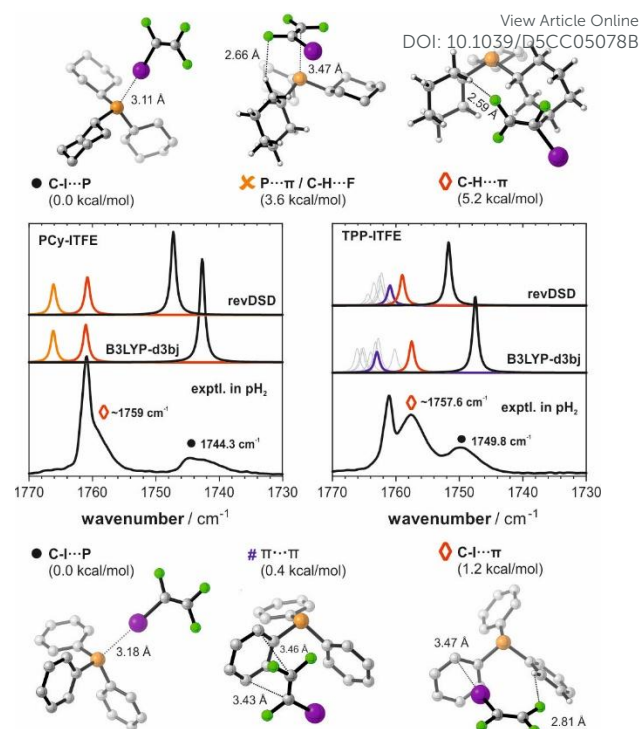 View Article Online
DOI: 10.1039/D5CC05078B
3.11 Å
2.66 Å
3.47 Å
2.59 Å
C-I···P
(0.0 kcal/mol)
P···π / C-H···F
(3.6 kcal/mol)
C-H···π
(5.2 kcal/mol)
PCy-ITFE
revDSD
B3LYP-d3bj
exptl. in pH₂
~1759 cm⁻¹
1744.3 cm⁻¹
1770 1760 1750 1740 1730
wavenumber / cm⁻¹
TPP-ITFE
revDSD
B3LYP-d3bj
exptl. in pH₂
~1757.6 cm⁻¹
1749.8 cm⁻¹
1770 1760 1750 1740 1730
wavenumber / cm⁻¹
C-I···P
(0.0 kcal/mol)
# π···π
(0.4 kcal/mol)
C-I···π
(1.2 kcal/mol)
3.18 Å
3.46 Å
3.43 Å
3.47 Å
2.81 Å